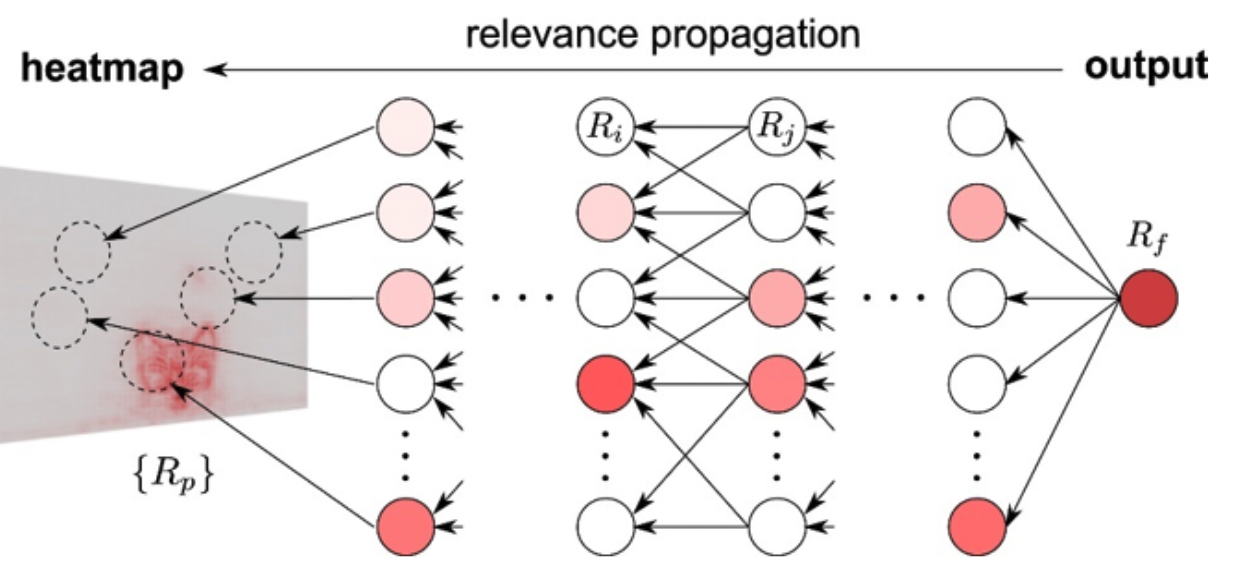 relevance propagation
heatmap
output
R_i
R_j
R_f
{R_p}